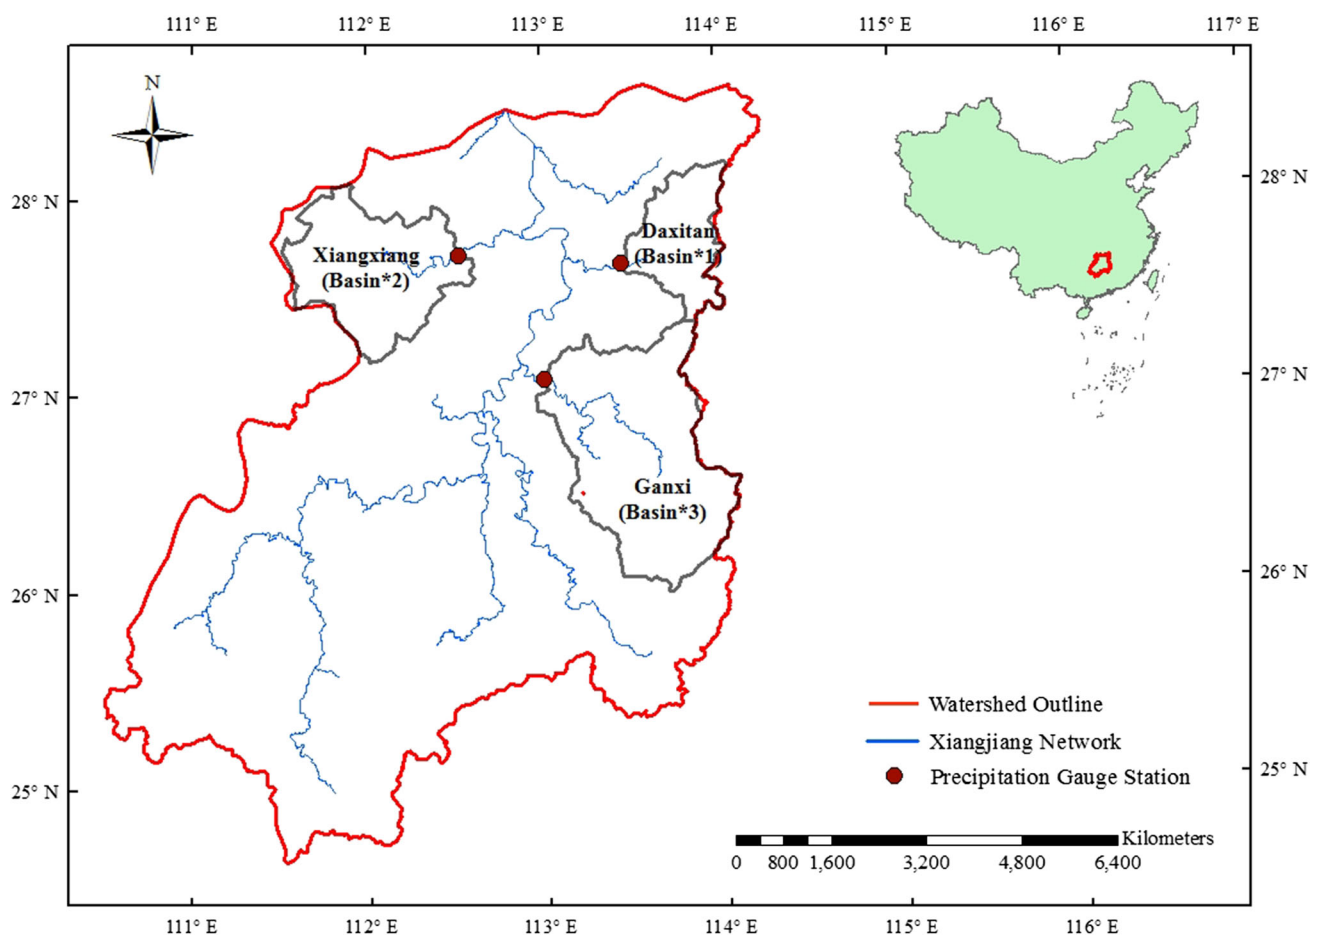 111° E 112° E 113° E 114° E 115° E 116° E 117° E
N
28° N 28° N
Daxitan
(Basin*1)
Xiangxiang
(Basin*2)
27° N 27° N
Ganxi
(Basin*3)
26° N 26° N
Watershed Outline
Xiangjiang Network
Precipitation Gauge Station
25° N 25° N
Kilometers
0 800 1,600 3,200 4,800 6,400
111° E 112° E 113° E 114° E 115° E 116° E